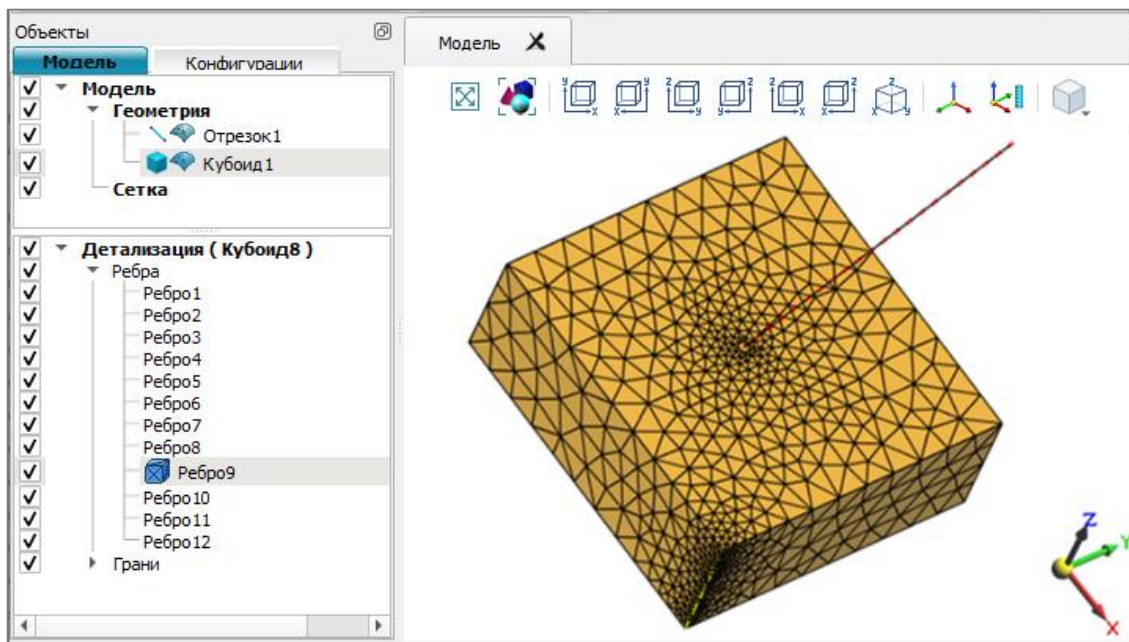 Объекты
Модель
Конфигурации
Модель
Геометрия
Отрезок1
Кубоид1
Сетка
Детализация ( Кубоид8 )
Ребра
Ребро1
Ребро2
Ребро3
Ребро4
Ребро5
Ребро6
Ребро7
Ребро8
Ребро9
Ребро10
Ребро11
Ребро12
Грани
Модель
y x
x y
z y
y z
z x
x z
z x y
Z
Y
X